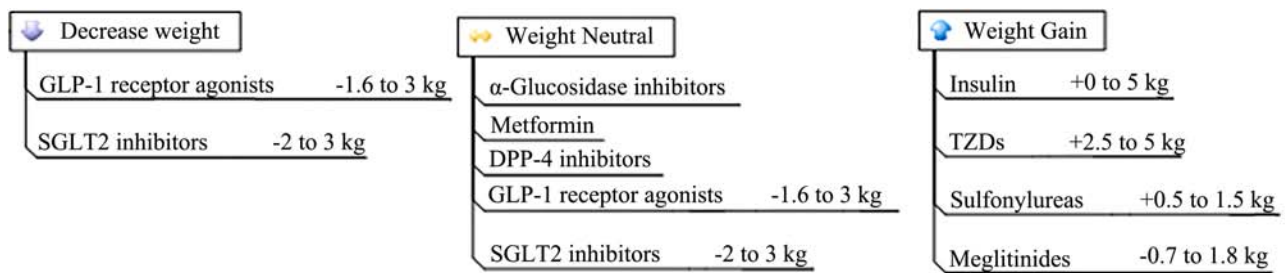 Decrease weight
GLP-1 receptor agonists -1.6 to 3 kg
SGLT2 inhibitors -2 to 3 kg
Weight Neutral
α-Glucosidase inhibitors
Metformin
DPP-4 inhibitors
GLP-1 receptor agonists -1.6 to 3 kg
SGLT2 inhibitors -2 to 3 kg
Weight Gain
Insulin +0 to 5 kg
TZDs +2.5 to 5 kg
Sulfonylureas +0.5 to 1.5 kg
Meglitinides -0.7 to 1.8 kg